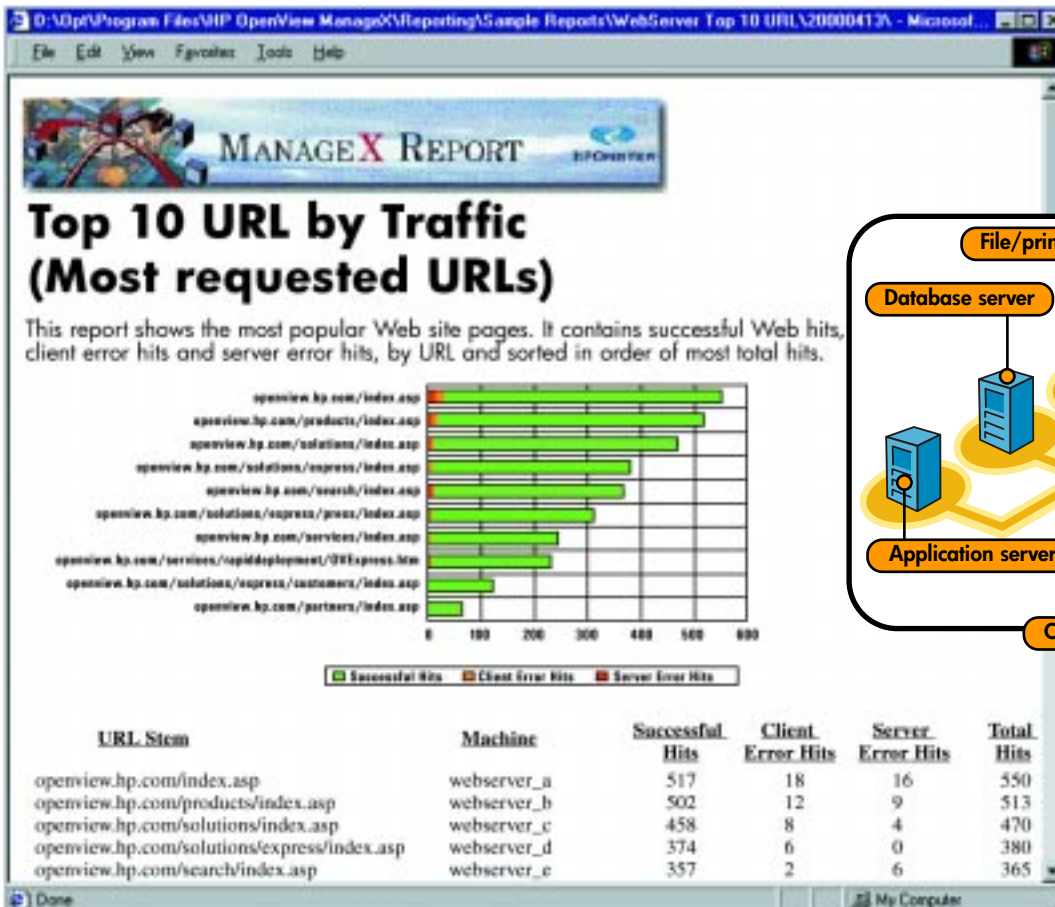 D:\Opt\Program Files\HP OpenView ManageX\Reporting\Sample Reports\WebServer Top 10 URL\20000413\ - Microsof...
File Edit View Favorites Tools Help
MANAGEX REPORT
Top 10 URL by Traffic
(Most requested URLs)
This report shows the most popular Web site pages. It contains successful Web hits,
client error hits and server error hits, by URL and sorted in order of most total hits.
openview.hp.com/index.asp
openview.hp.com/products/index.asp
openview.hp.com/solutions/index.asp
openview.hp.com/solutions/express/index.asp
openview.hp.com/search/index.asp
openview.hp.com/solutions/express/press/index.asp
openview.hp.com/services/index.asp
openview.hp.com/services/rapiddeployment/OVExpress.htm
openview.hp.com/solutions/express/customers/index.asp
openview.hp.com/partners/index.asp
0 100 200 300 400 500 600
Successful Hits Client Error Hits Server Error Hits
URL Stem Machine Successful Hits Client Error Hits Server Error Hits Total Hits
openview.hp.com/index.asp webserver_a 517 18 16 550
openview.hp.com/products/index.asp webserver_b 502 12 9 513
openview.hp.com/solutions/index.asp webserver_c 458 8 4 470
openview.hp.com/solutions/express/index.asp webserver_d 374 6 0 380
openview.hp.com/search/index.asp webserver_e 357 2 6 365
Done My Computer
File/prin
Database server
Application server